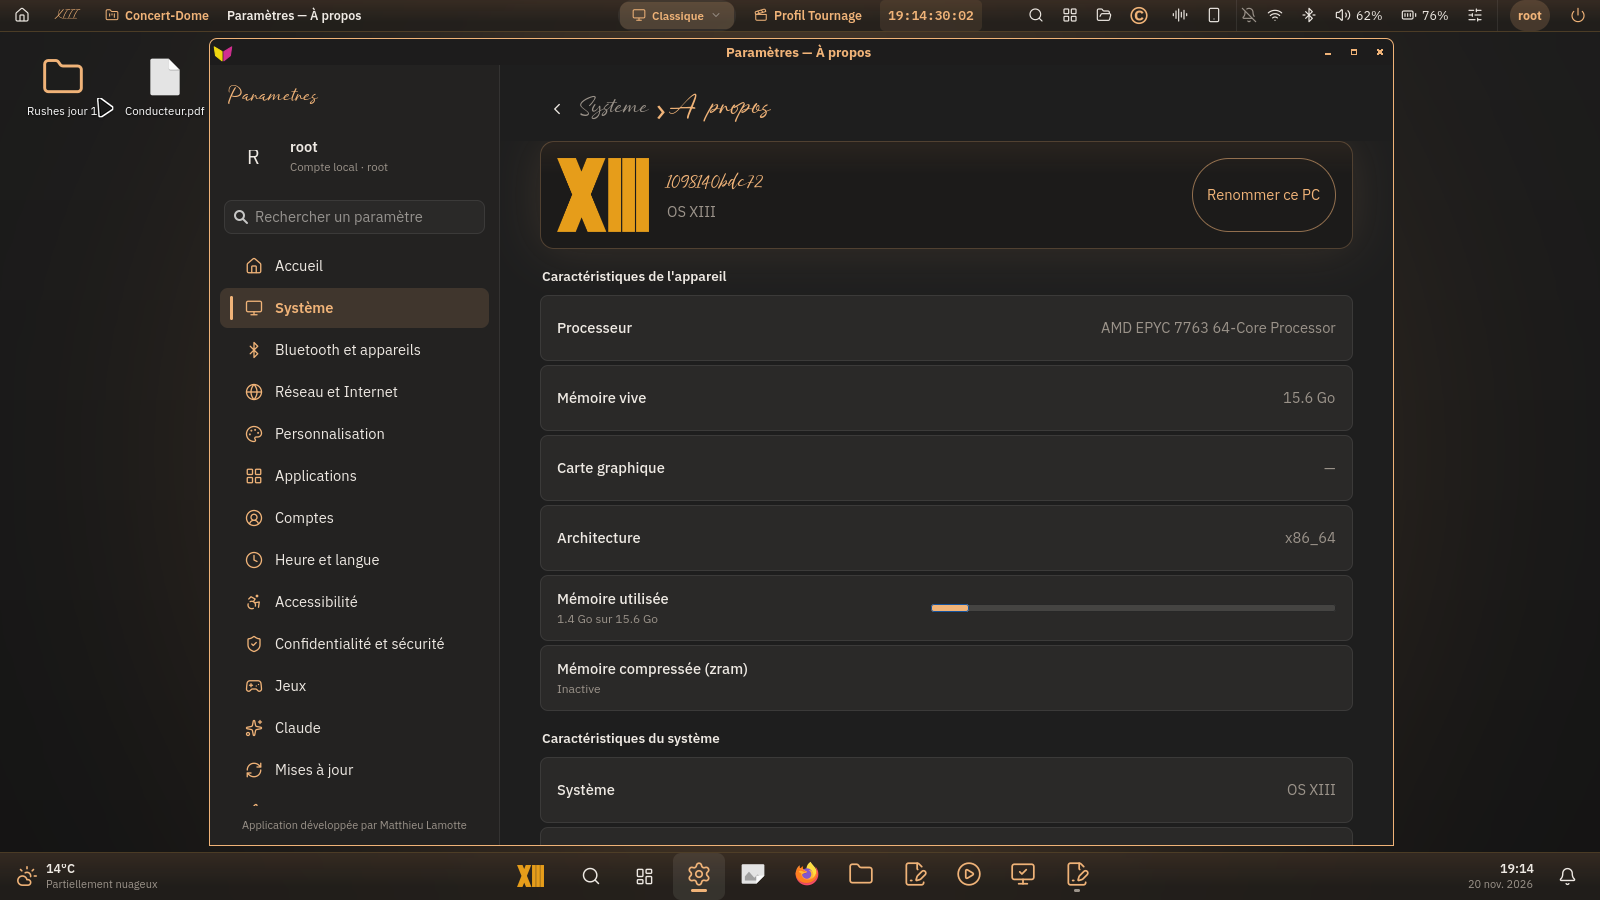 XIII Concert-Dome Paramètres — À propos Classique Profil Tournage 19:14:30:02 62% 76% root
Rushes jour 1
Conducteur.pdf
Paramètres — À propos
Parametres
R
root
Compte local · root
Rechercher un paramètre
Accueil
Système
Bluetooth et appareils
Réseau et Internet
Personnalisation
Applications
Comptes
Heure et langue
Accessibilité
Confidentialité et sécurité
Jeux
Claude
Mises à jour
Application développée par Matthieu Lamotte
Systeme › A propos
XIII
1098140bdc72
OS XIII
Renommer ce PC
Caractéristiques de l'appareil
Processeur AMD EPYC 7763 64-Core Processor
Mémoire vive 15.6 Go
Carte graphique —
Architecture x86_64
Mémoire utilisée
1.4 Go sur 15.6 Go
Mémoire compressée (zram)
Inactive
Caractéristiques du système
Système OS XIII
14°C
Partiellement nuageux
XIII
19:14
20 nov. 2026